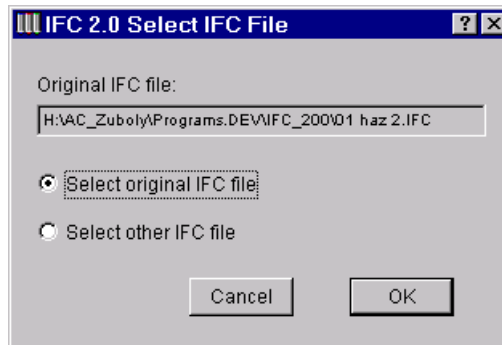 IFC 2.0 Select IFC File
Original IFC file:
H:\AC_Zuboly\Programs.DEV\IFC_200\01 haz 2.IFC
Select original IFC file
Select other IFC file
Cancel OK